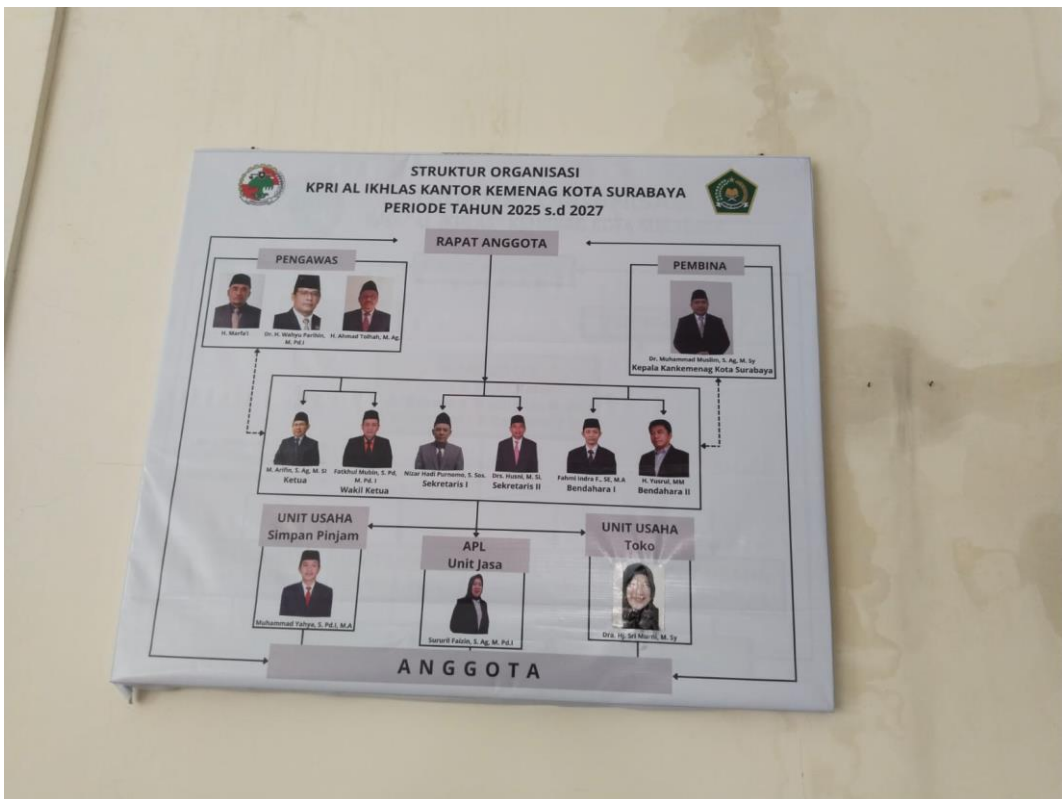 STRUKTUR ORGANISASI
KPRI AL IKHLAS KANTOR KEMENAG KOTA SURABAYA
PERIODE TAHUN 2025 s.d 2027
RAPAT ANGGOTA
PENGAWAS
H. Marfa'i
Dr. H. Wahyu Parihin,
M. Pd.I
H. Ahmad Tolhah, M. Ag,
PEMBINA
Dr. Muhammad Muslim, S. Ag, M. Sy
Kepala Kankemenag Kota Surabaya
M. Arifin, S. Ag, M. SI
Ketua
Fatkhul Mubin, S. Pd,
M. Pd. I
Wakil Ketua
Nizar Hadi Purnomo, S. Sos.
Sekretaris I
Drs. Husni, M. Si,
Sekretaris II
Fahmi Indra F., SE, M.A
Bendahara I
H. Yusrul, MM
Bendahara II
UNIT USAHA
Simpan Pinjam
Muhammad Yahya, S. Pd.I, M.A
APL
Unit Jasa
Sururil Faizin, S. Ag, M. Pd.I
UNIT USAHA
Toko
Dra. Hj. Sri M, M. Sy
ANGGOTA